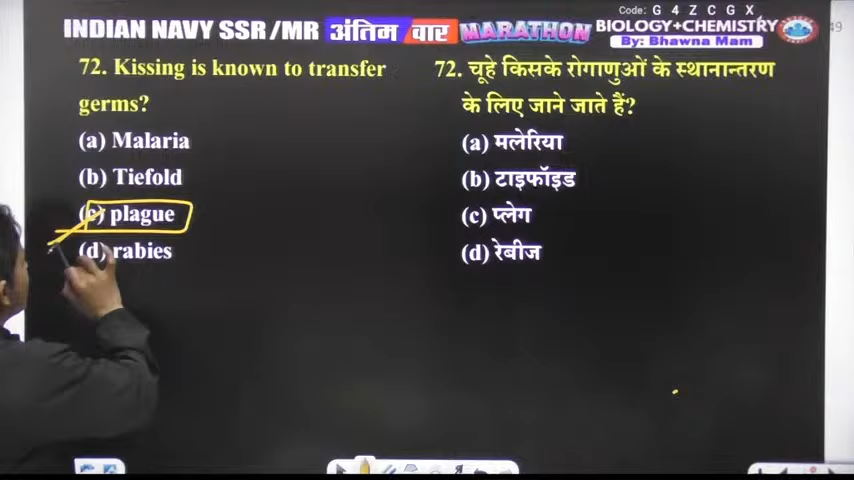 Code: G 4 Z C G X
49
INDIAN NAVY SSR/MR अंतिम वार MARATHON BIOLOGY+CHEMISTRY
By: Bhawna Mam
72. Kissing is known to transfer
germs?
(a) Malaria
(b) Tiefold
(c) plague
(d) rabies
72. चूहे किसके रोगाणुओं के स्थानान्तरण
के लिए जाने जाते हैं?
(a) मलेरिया
(b) टाइफॉइड
(c) प्लेग
(d) रेबीज